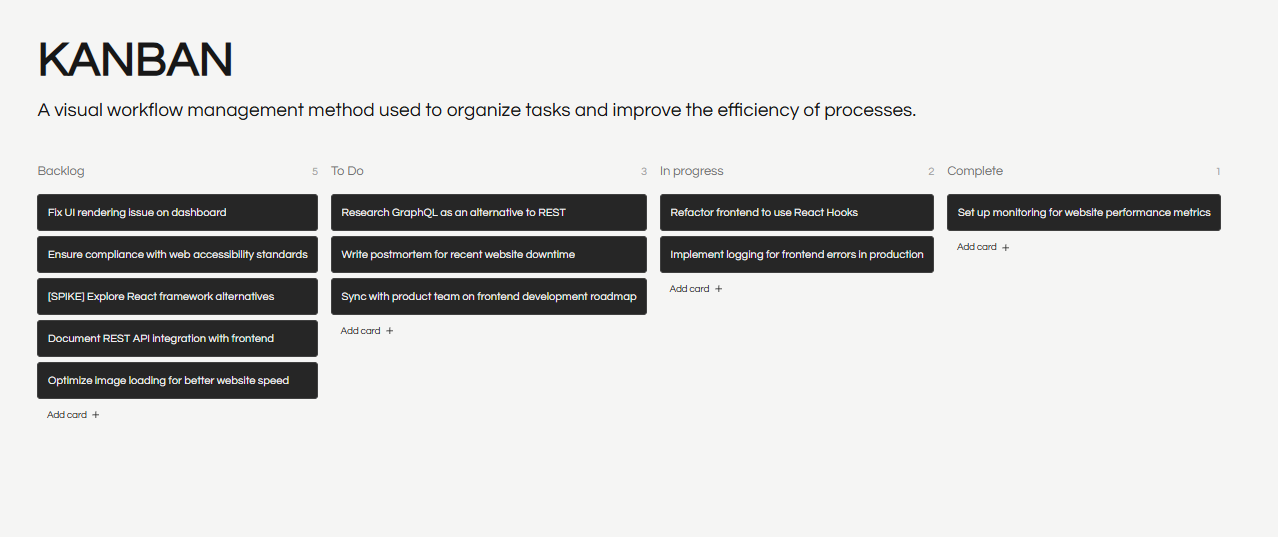 KANBAN
A visual workflow management method used to organize tasks and improve the efficiency of processes.
Backlog 5
Fix UI rendering issue on dashboard
Ensure compliance with web accessibility standards
[SPIKE] Explore React framework alternatives
Document REST API integration with frontend
Optimize image loading for better website speed
Add card +
To Do 3
Research GraphQL as an alternative to REST
Write postmortem for recent website downtime
Sync with product team on frontend development roadmap
Add card +
In progress 2
Refactor frontend to use React Hooks
Implement logging for frontend errors in production
Add card +
Complete 1
Set up monitoring for website performance metrics
Add card +